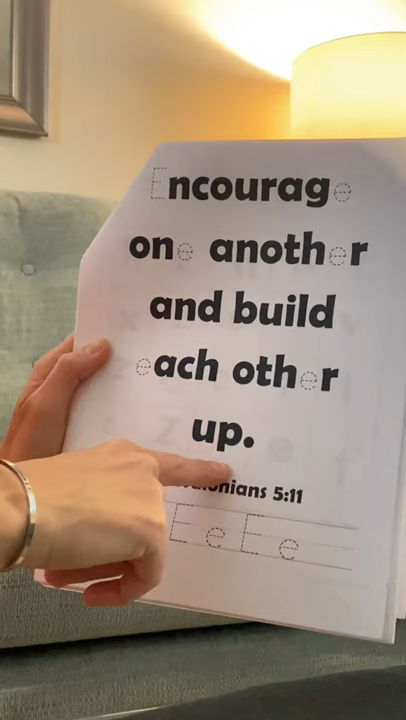 Encourage
one another
and build
each other
up.
5:11
E e E e